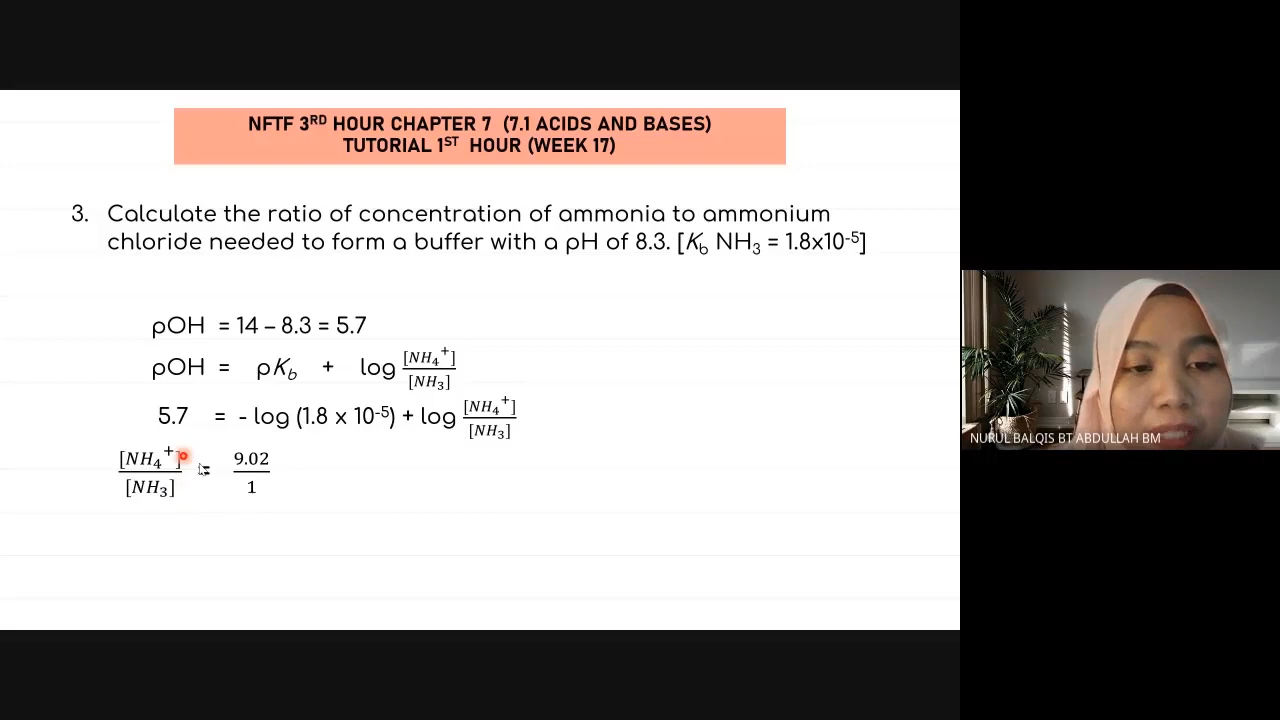 NFTF 3RD HOUR CHAPTER 7 (7.1 ACIDS AND BASES)
TUTORIAL 1ST HOUR (WEEK 17)
3. Calculate the ratio of concentration of ammonia to ammonium
chloride needed to form a buffer with a pH of 8.3. [Kb NH3 = 1.8x10-5]
pOH = 14 – 8.3 = 5.7
pOH = pKb + log [NH4+]/[NH3]
5.7 = - log (1.8 x 10-5) + log [NH4+]/[NH3]
[NH4+]/[NH3] = 9.02/1
NURUL BALQIS BT ABDULLAH BM